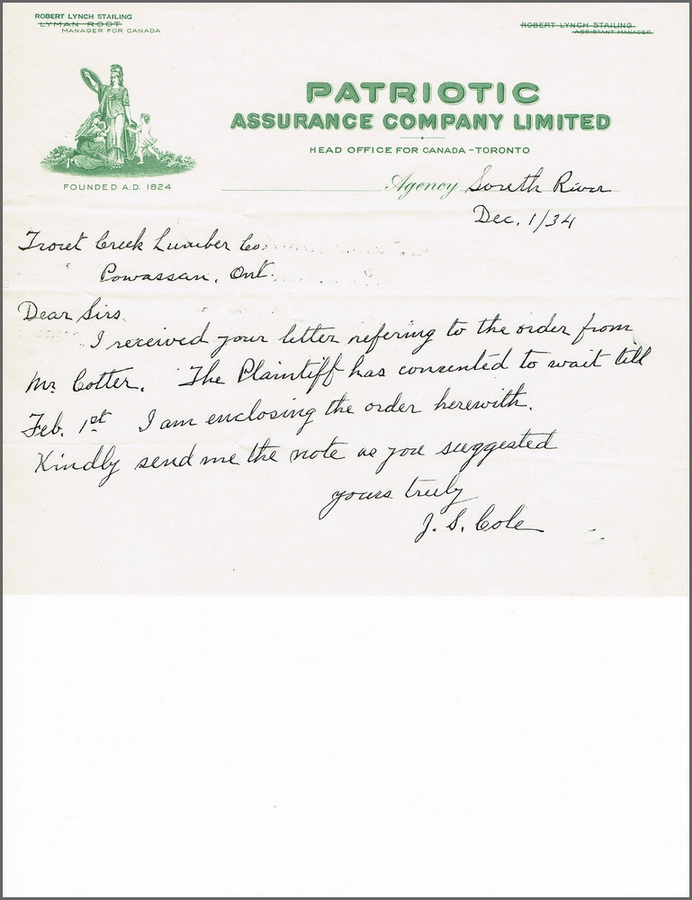 ROBERT LYNCH STAILING
LYMAN ROOT
MANAGER FOR CANADA
ROBERT LYNCH STAILING
ASSISTANT MANAGER
PATRIOTIC
ASSURANCE COMPANY LIMITED
HEAD OFFICE FOR CANADA - TORONTO
FOUNDED A.D. 1824
Agency South River
Dec. 1/34
Trout Creek Lumber Co.
Powassan, Ont.
Dear Sirs
I received your letter refering to the order from
Mr. Cotter. The Plaintiff has consented to wait till
Feb. 1st I am enclosing the order herewith.
Kindly send me the note as you suggested
yours truly
J. S. Cole